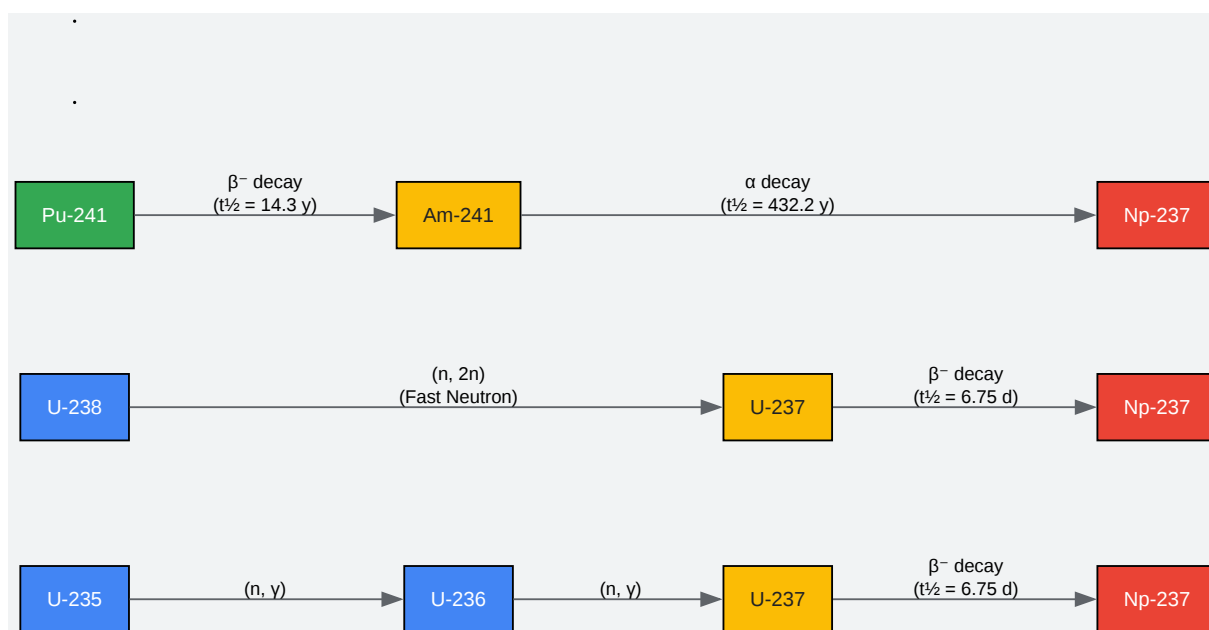 β⁻ decay
(t½ = 14.3 y)
α decay
(t½ = 432.2 y)
Pu-241
Am-241
Np-237
(n, 2n)
(Fast Neutron)
β⁻ decay
(t½ = 6.75 d)
U-238
U-237
Np-237
β⁻ decay
(t½ = 6.75 d)
(n, γ)
(n, γ)
U-235
U-236
U-237
Np-237